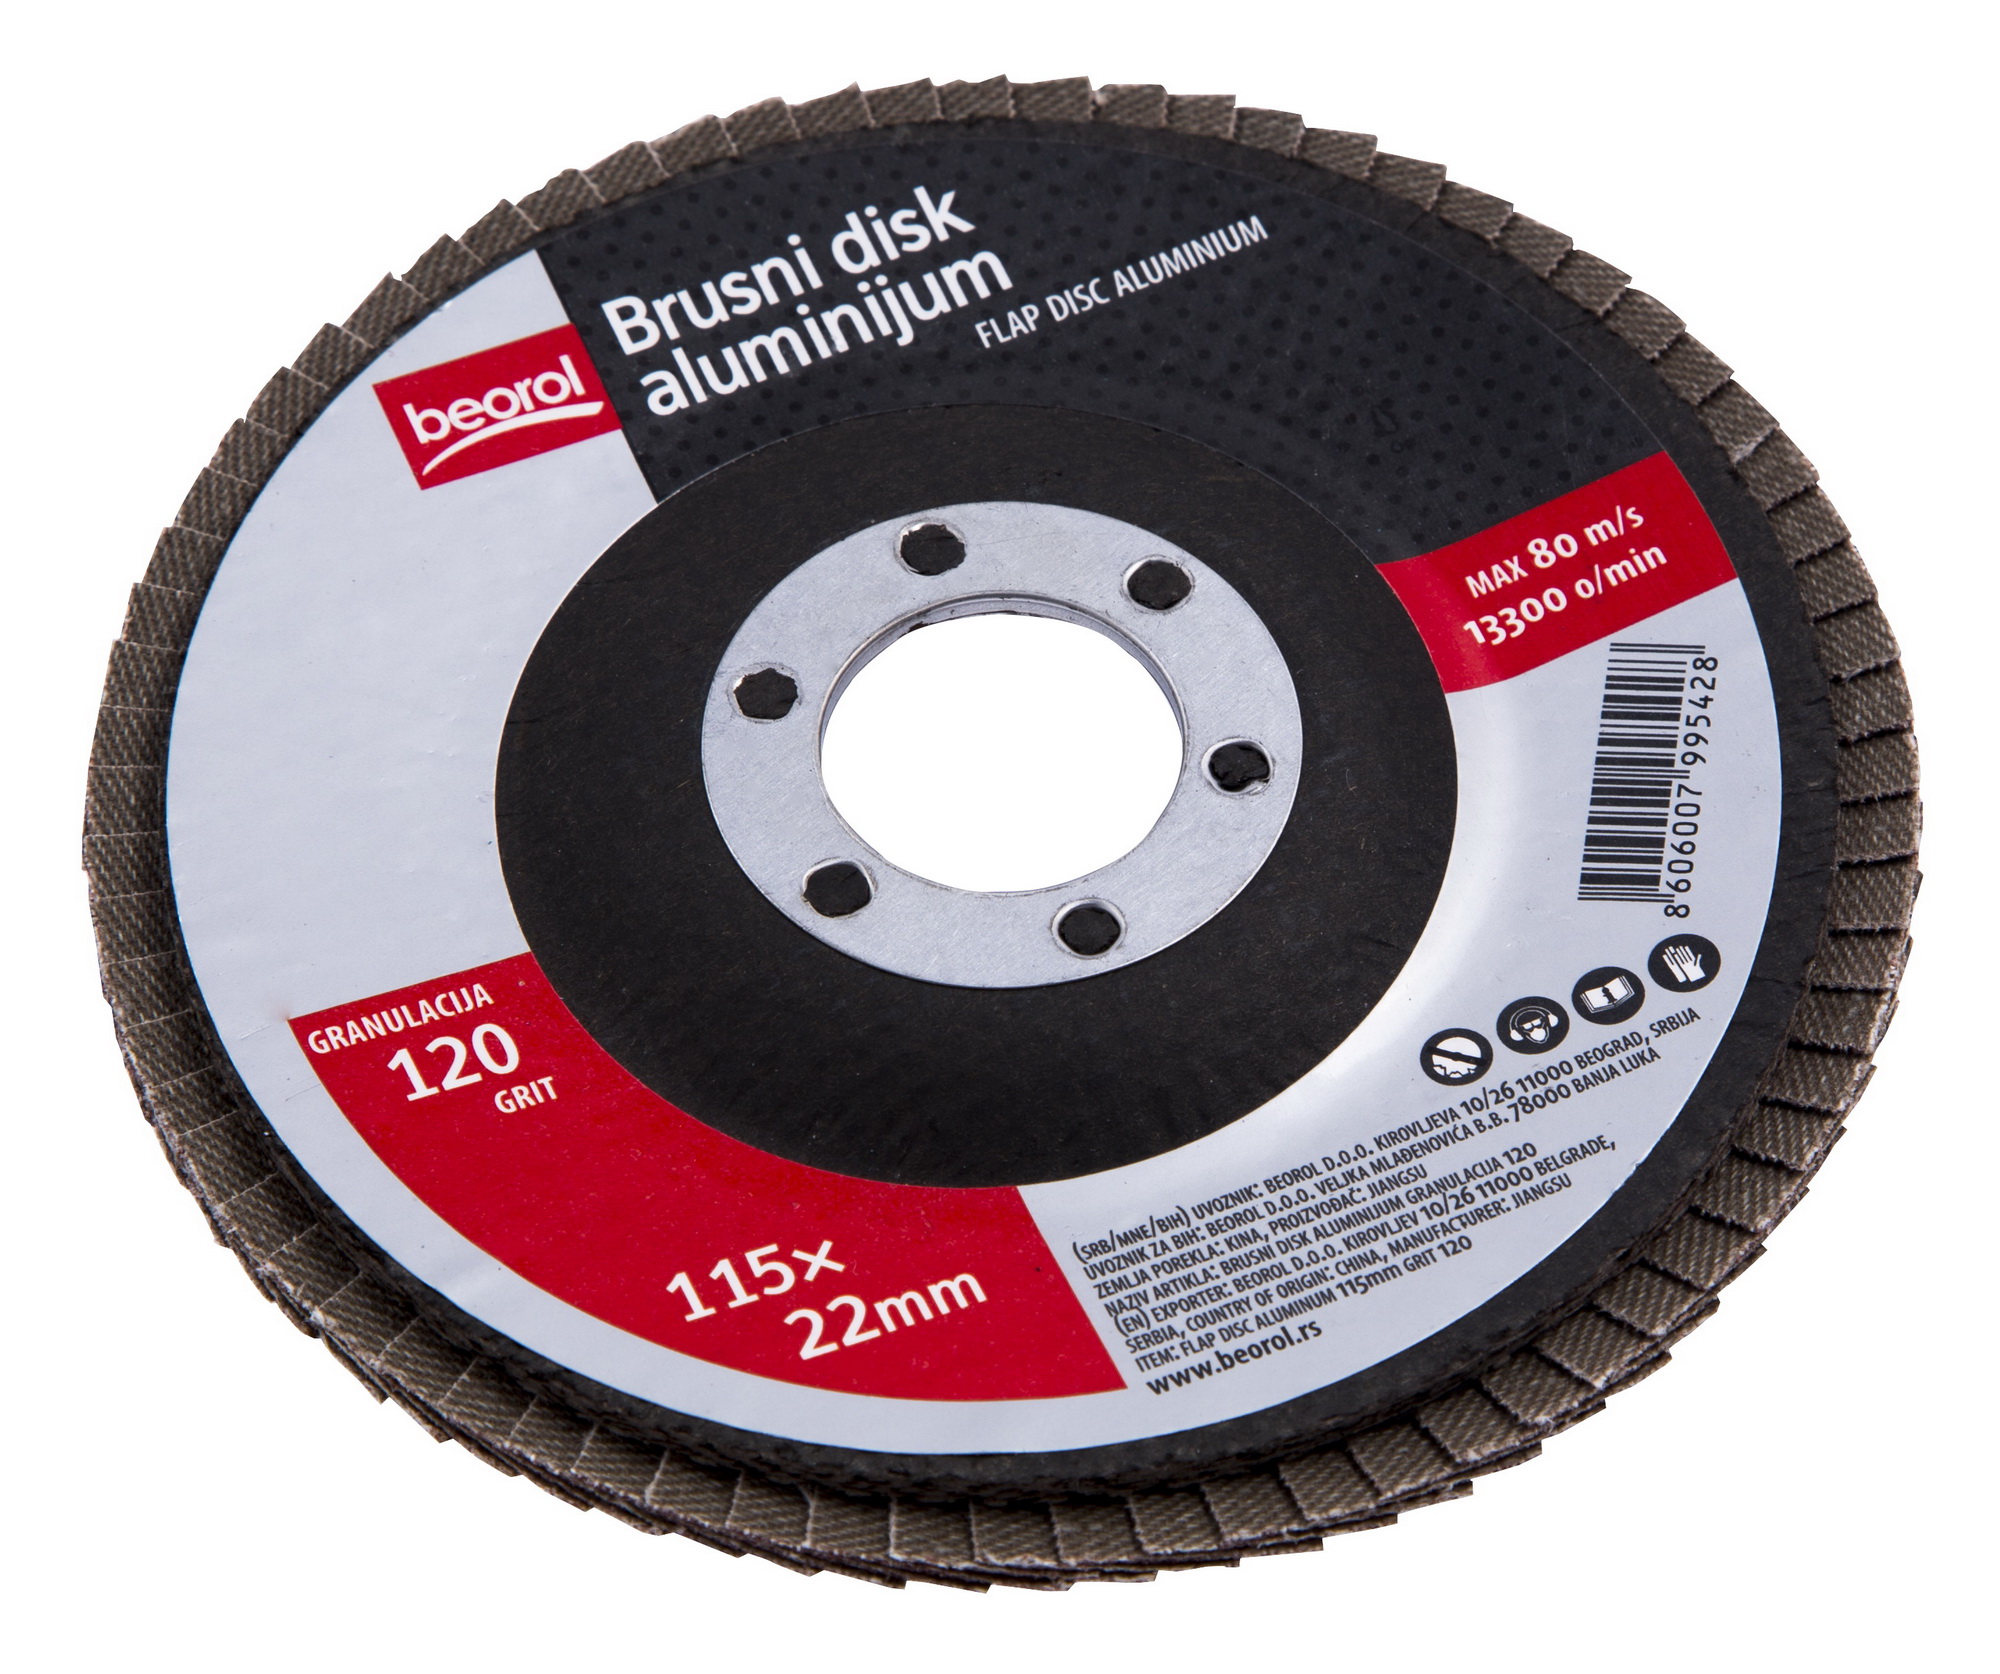 beorol
Brusni disk
aluminijum
FLAP DISC ALUMINIUM
MAX 80 m/s
13300 o/min
8 606007 995428
GRANULACIJA
120
GRIT
115×
22mm
(SRB/MNE/BIH) UVOZNIK: BEOROL D.O.O. KIROVLJEVA 10/26 11000 BEOGRAD, SRBIJA
UVOZNIK ZA BIH: BEOROL D.O.O. VELJKA MLAĐENOVIĆA B.B. 78000 BANJA LUKA
ZEMLJA POREKLA: KINA, PROIZVOĐAČ: JIANGSU
NAZIV ARTIKLA: BRUSNI DISK ALUMINIJUM GRANULACIJA 120
(EN) EXPORTER: BEOROL D.O.O. KIROVLJEV 10/26 11000 BELGRADE,
SERBIA, COUNTRY OF ORIGIN: CHINA, MANUFACTURER: JIANGSU
ITEM: FLAP DISC ALUMINUM 115mm GRIT 120
www.beorol.rs